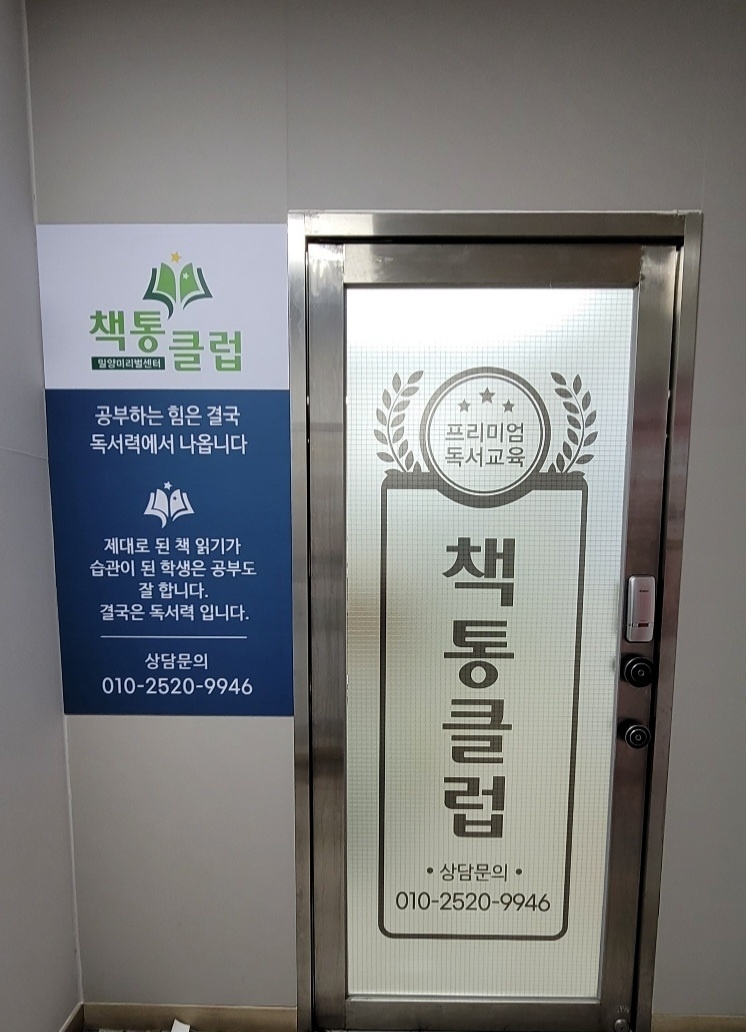 책통클럽
밀양미리벌센터
공부하는 힘은 결국
독서력에서 나옵니다
제대로 된 책 읽기가
습관이 된 학생은 공부도
잘 합니다.
결국은 독서력 입니다.
상담문의
010-2520-9946
프리미엄
독서교육
책
통
클
럽
• 상담문의 •
010-2520-9946